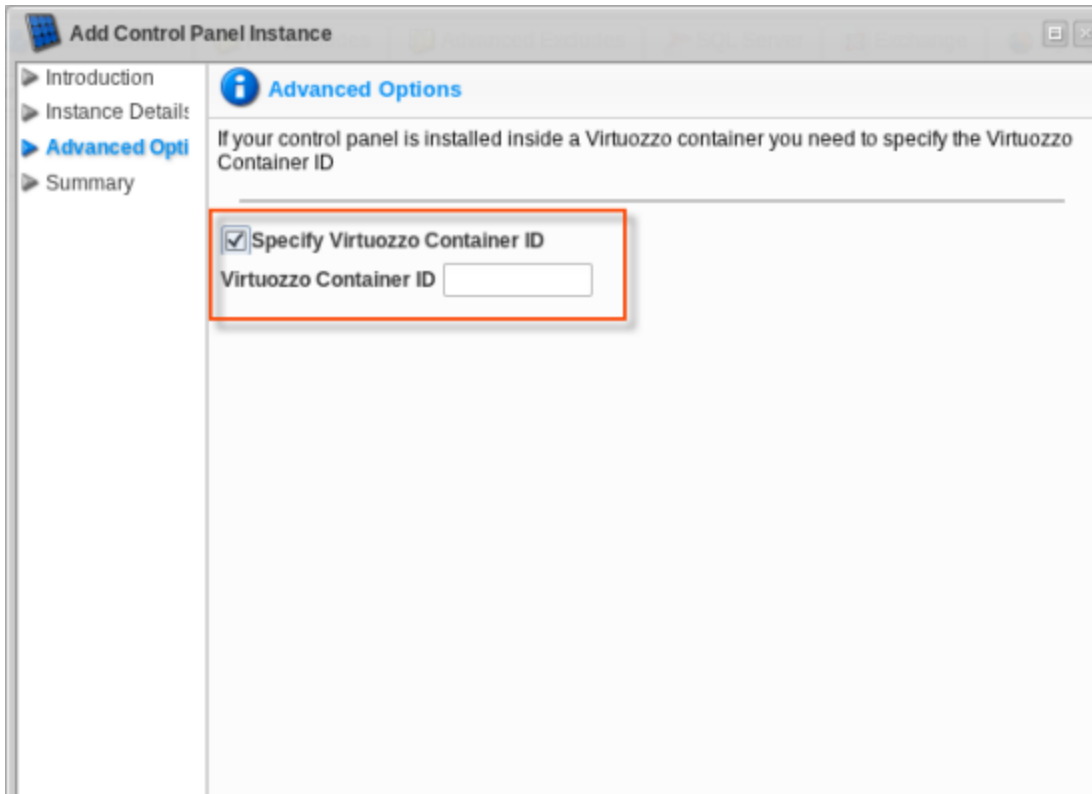 Add Control Panel Instance
Introduction
Instance Details
Advanced Opti
Summary
Advanced Options
If your control panel is installed inside a Virtuozzo container you need to specify the Virtuozzo
Container ID
Specify Virtuozzo Container ID
Virtuozzo Container ID